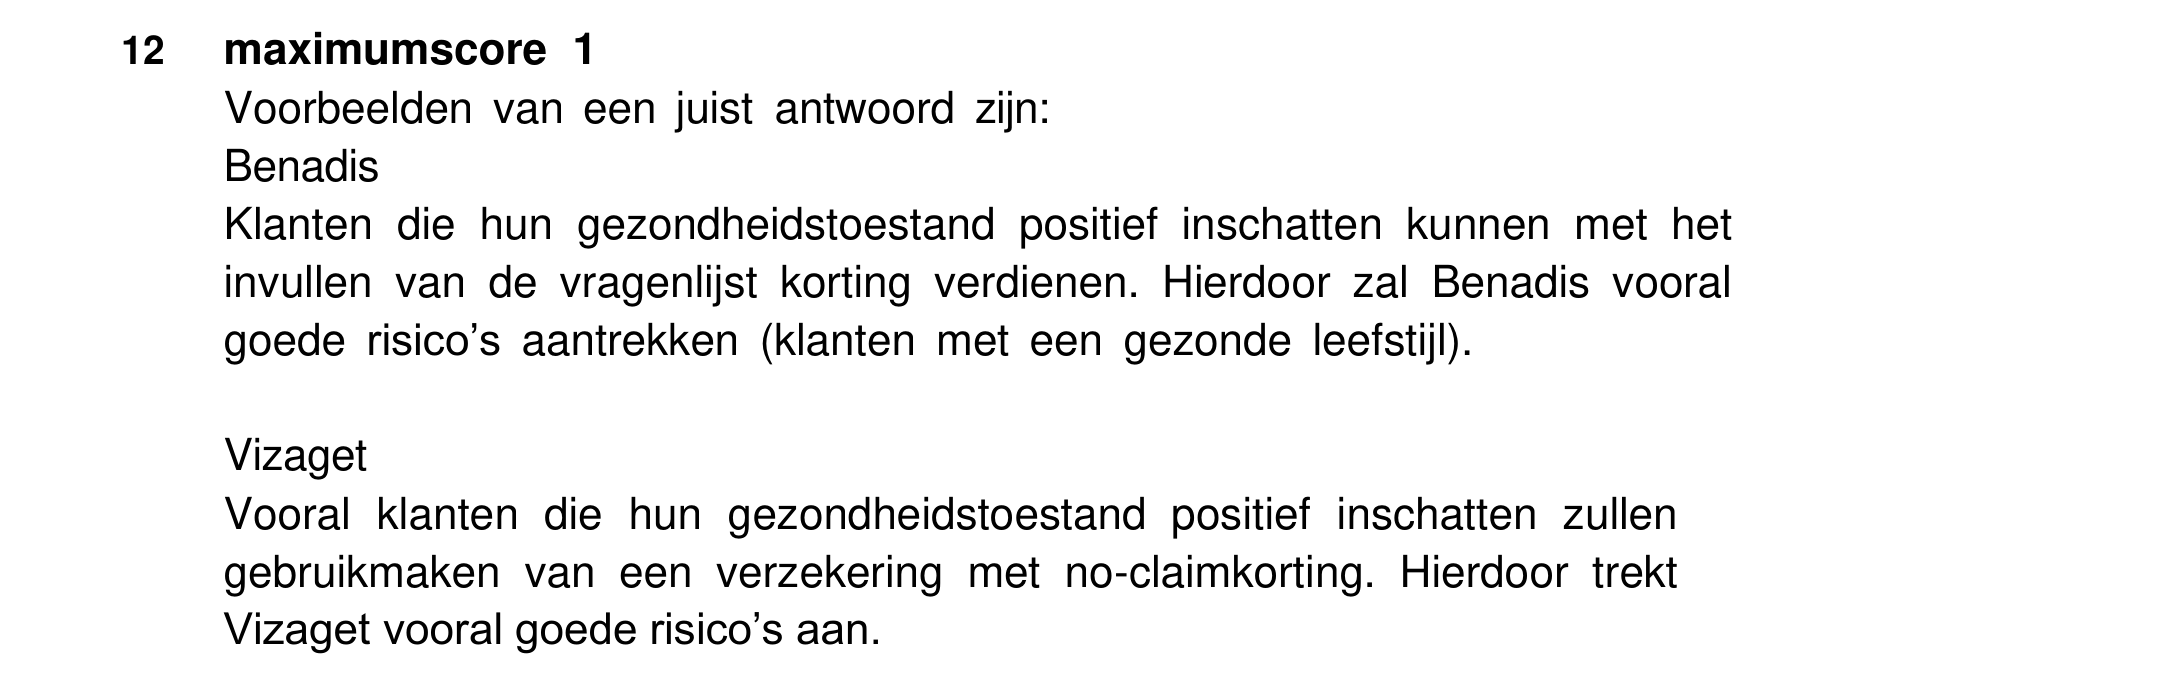 12 maximumscore 1
Voorbeelden van een juist antwoord zijn:
Benadis
Klanten die hun gezondheidstoestand positief inschatten kunnen met het
invullen van de vragenlijst korting verdienen. Hierdoor zal Benadis vooral
goede risico’s aantrekken (klanten met een gezonde leefstijl).
Vizaget
Vooral klanten die hun gezondheidstoestand positief inschatten zullen
gebruikmaken van een verzekering met no-claimkorting. Hierdoor trekt
Vizaget vooral goede risico’s aan.